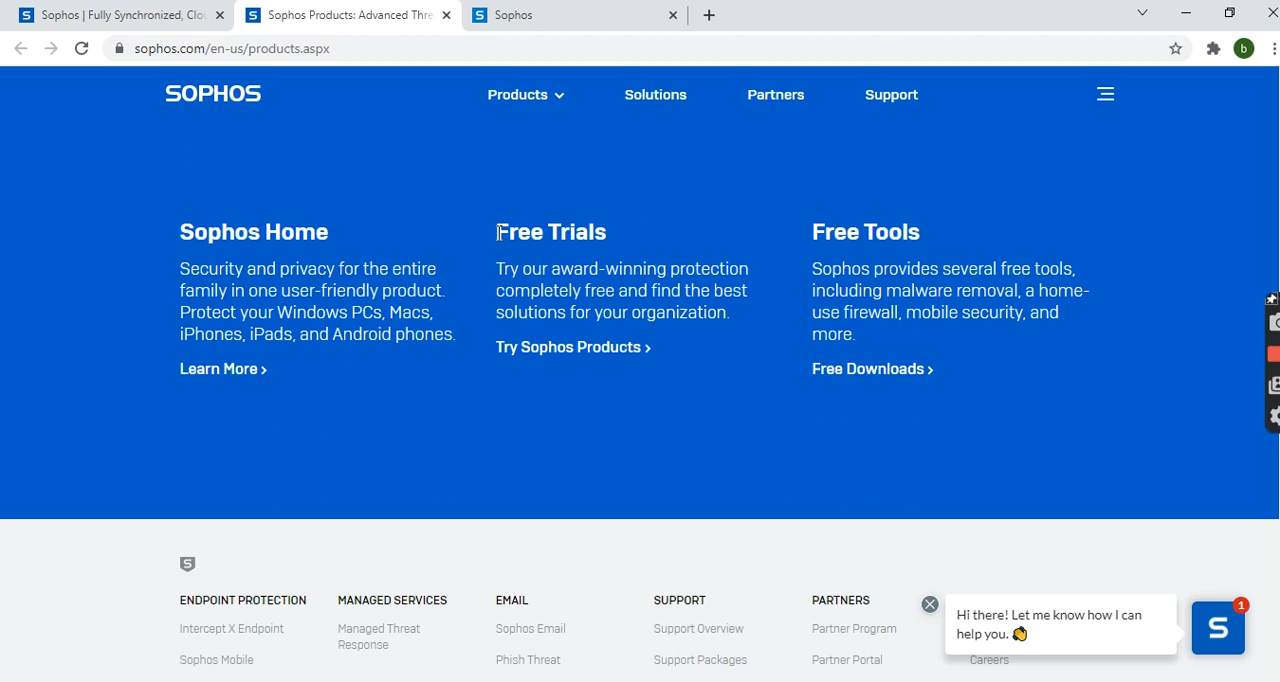 Sophos | Fully Synchronized, Clou
Sophos Products: Advanced Thre
Sophos
sophos.com/en-us/products.aspx
b
SOPHOS
Products
Solutions
Partners
Support
Sophos Home
Security and privacy for the entire
family in one user-friendly product.
Protect your Windows PCs, Macs,
iPhones, iPads, and Android phones.
Learn More ›
Free Trials
Try our award-winning protection
completely free and find the best
solutions for your organization.
Try Sophos Products ›
Free Tools
Sophos provides several free tools,
including malware removal, a home-
use firewall, mobile security, and
more.
Free Downloads ›
ENDPOINT PROTECTION
Intercept X Endpoint
Sophos Mobile
MANAGED SERVICES
Managed Threat
Response
EMAIL
Sophos Email
Phish Threat
SUPPORT
Support Overview
Support Packages
PARTNERS
Partner Program
Partner Portal
Careers
Hi there! Let me know how I can
help you. 👋
S
1